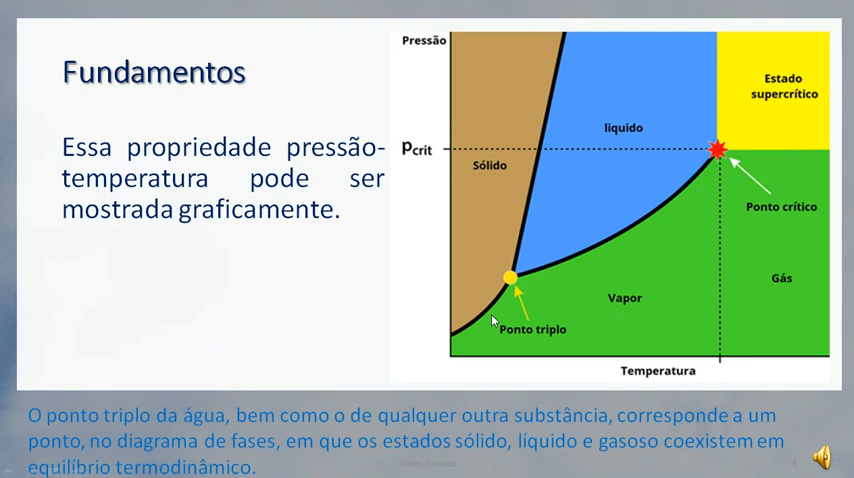 Fundamentos
Essa propriedade pressão-
temperatura pode ser
mostrada graficamente.
Pressão
Estado
supercrítico
liquido
Pcrit
Sólido
Ponto crítico
Gás
Vapor
Ponto triplo
Temperatura
O ponto triplo da água, bem como o de qualquer outra substância, corresponde a um
ponto, no diagrama de fases, em que os estados sólido, líquido e gasoso coexistem em
equilíbrio termodinâmico.
3